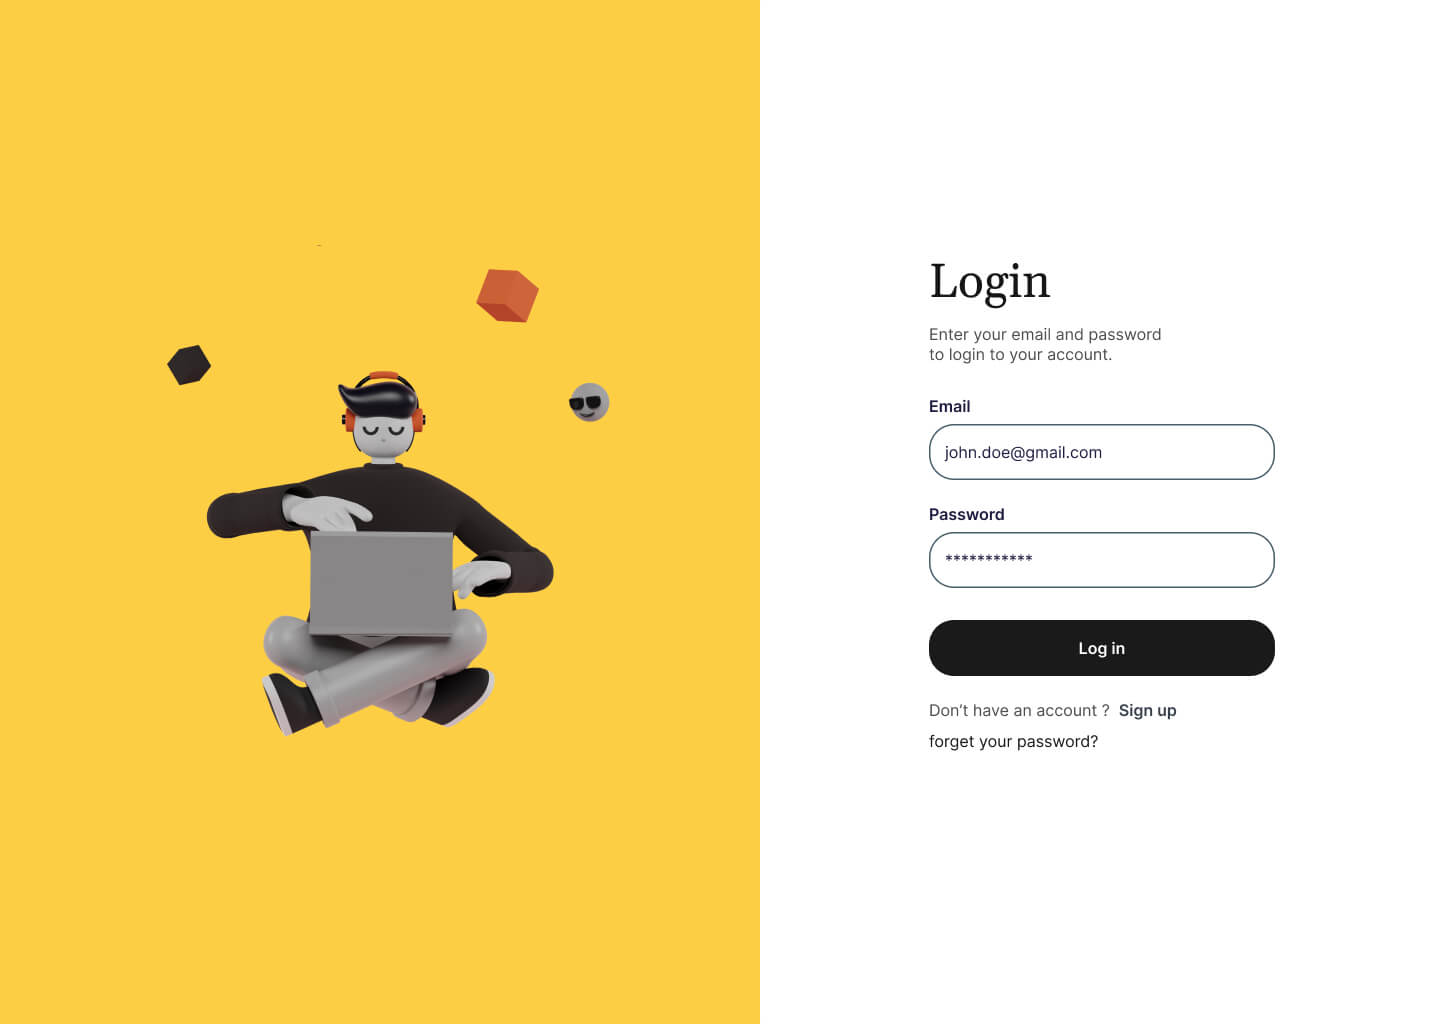 Login
Enter your email and password
to login to your account.
Email
john.doe@gmail.com
Password
***********
Log in
Don't have an account ? Sign up
forget your password?